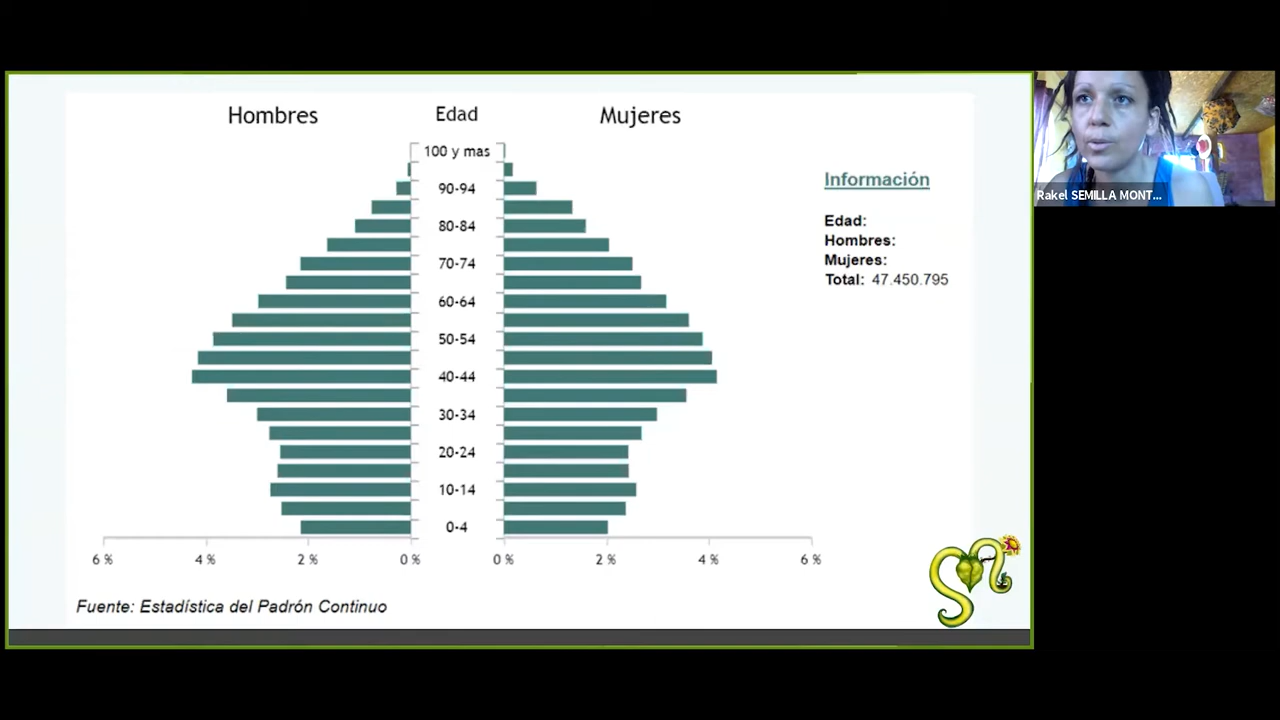 Hombres
Edad
Mujeres
100 y mas
90-94
80-84
70-74
60-64
50-54
40-44
30-34
20-24
10-14
0-4
6 %
4 %
2 %
0 %
0 %
2 %
4 %
6 %
Información
Edad:
Hombres:
Mujeres:
Total: 47.450.795
Fuente: Estadística del Padrón Continuo
Rakel SEMILLA MONT...